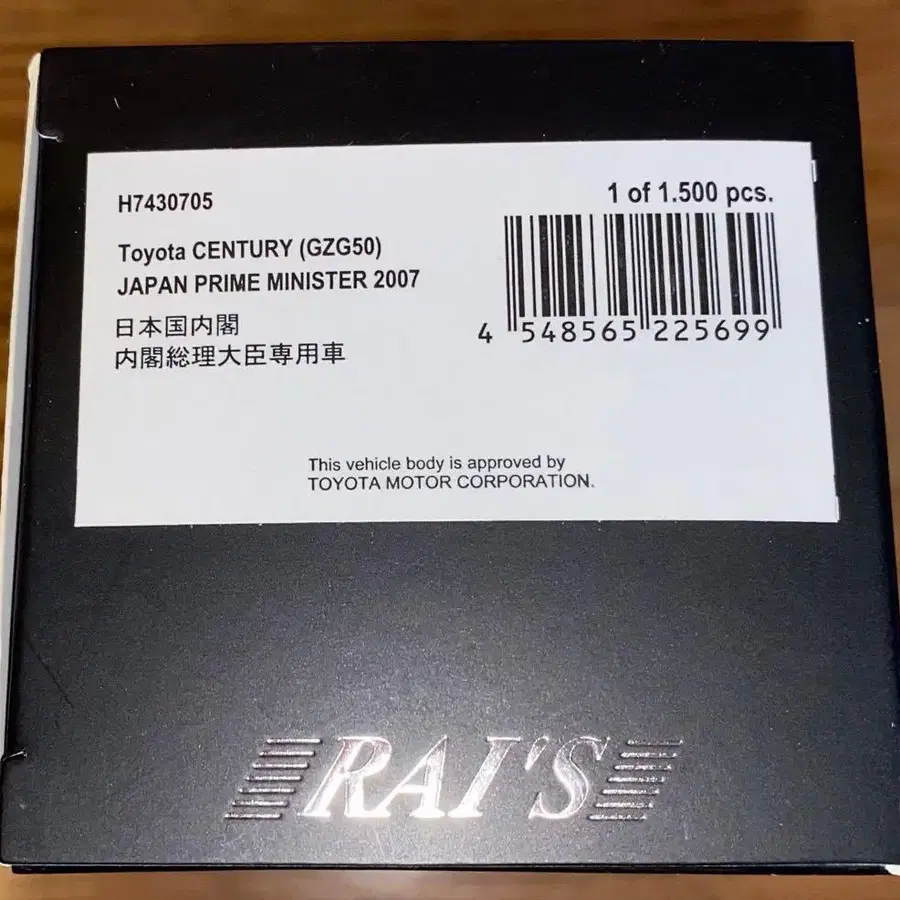 H7430705
1 of 1.500 pcs.
Toyota CENTURY (GZG50)
JAPAN PRIME MINISTER 2007
日本国内閣
内閣総理大臣専用車
4 548565 225699
This vehicle body is approved by
TOYOTA MOTOR CORPORATION.
RAI'S